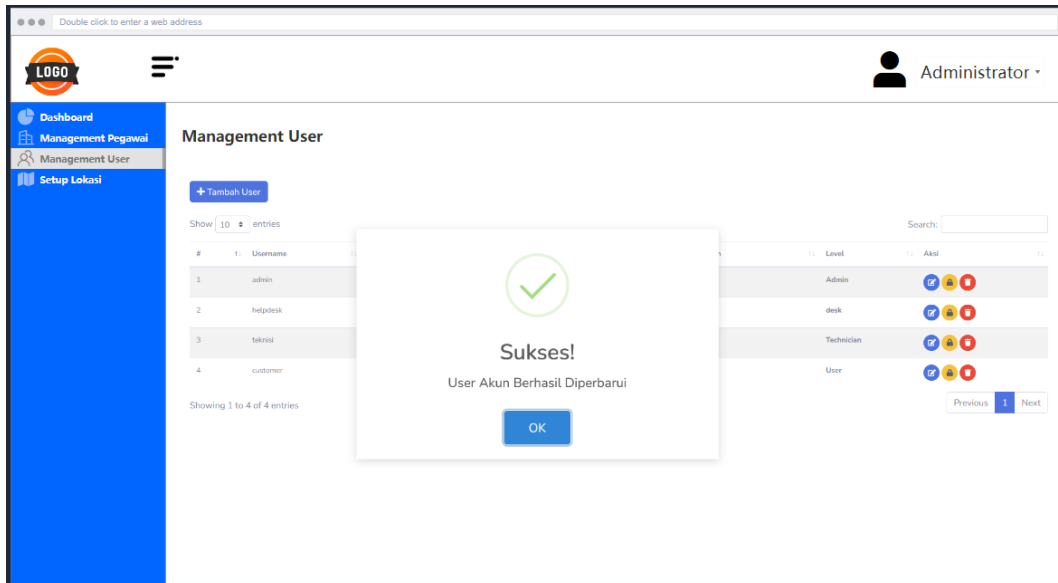 Double click to enter a web address
LOGO
Administrator
Dashboard
Management Pegawai
Management User
Setup Lokasi
Management User
+ Tambah User
Show 10 entries
Search:
# Username Level Aksi
1 admin Admin
2 helpdesk desk
3 teknisi Technician
4 customer User
Showing 1 to 4 of 4 entries
Previous 1 Next
Sukses!
User Akun Berhasil Diperbarui
OK